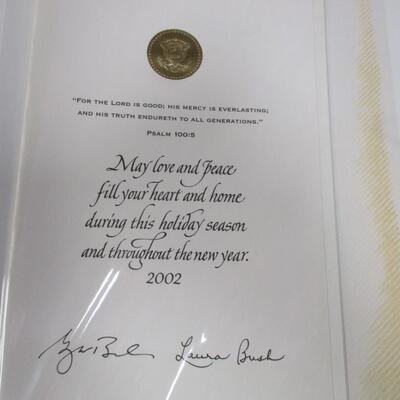 "For the Lord is good; his mercy is everlasting;
and his truth endureth to all generations."
Psalm 100:5
May love and peace
fill your heart and home
during this holiday season
and throughout the new year.
2002
Laura Bush